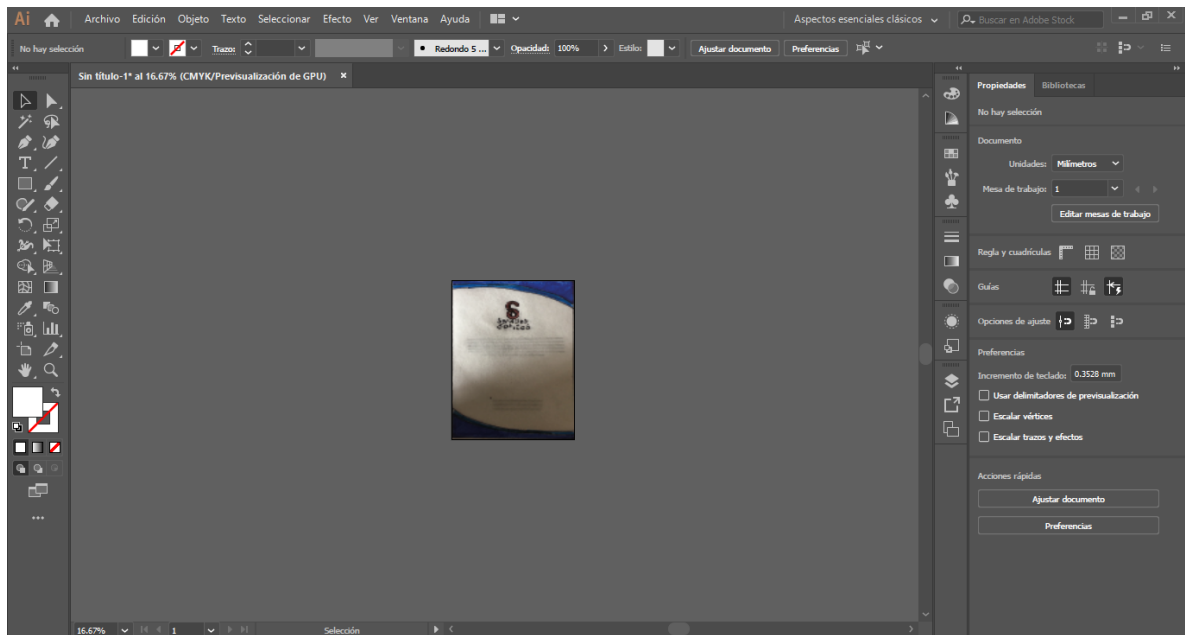 Ai Archivo Edición Objeto Texto Seleccionar Efecto Ver Ventana Ayuda Aspectos esenciales clásicos Buscar en Adobe Stock
No hay selección Trazo: Redondo 5 ... Opacidad: 100% Estilo: Ajustar documento Preferencias
Sin título-1* al 16.67% (CMYK/Previsualización de GPU)
Propiedades Bibliotecas
No hay selección
Documento
Unidades: Milímetros
Mesa de trabajo: 1
Editar mesas de trabajo
Regla y cuadrículas
Guías
Opciones de ajuste
Preferencias
Incremento de teclado: 0.3528 mm
Usar delimitadores de previsualización
Escalar vértices
Escalar trazos y efectos
Acciones rápidas
Ajustar documento
Preferencias
16.67% 1 Selección